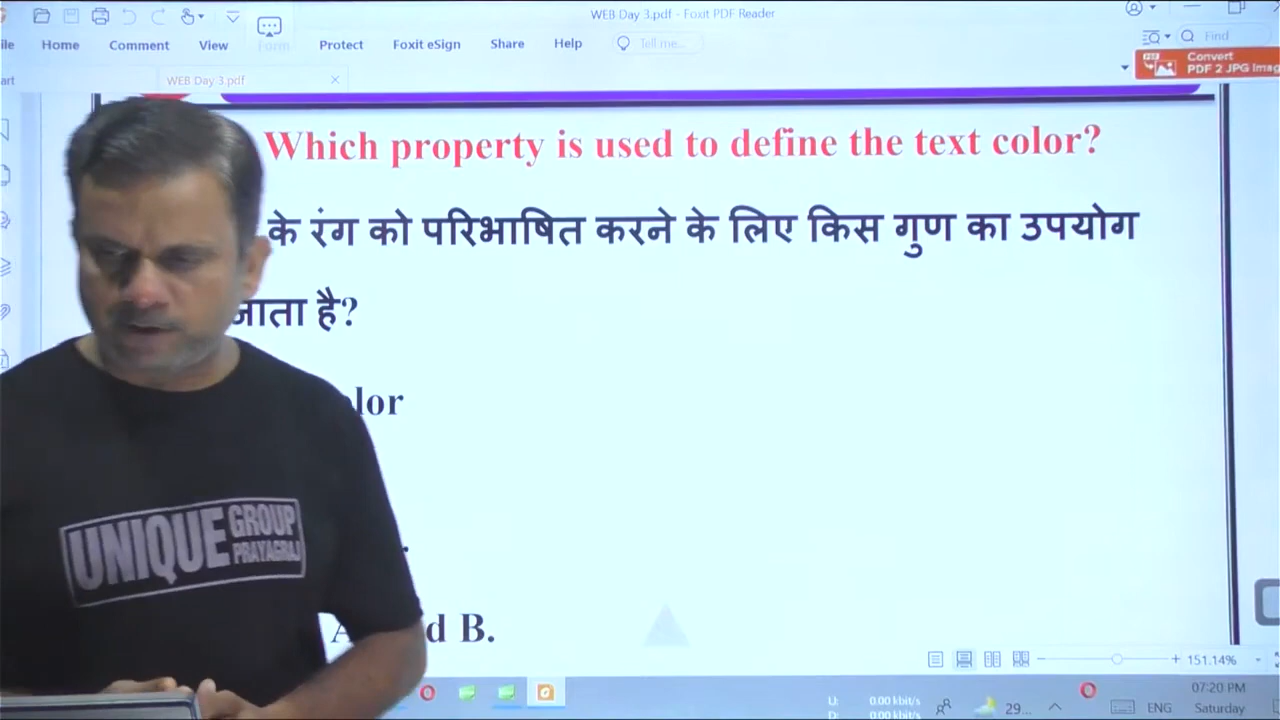 WEB Day 3.pdf - Foxit PDF Reader
Home Comment View Form Protect Foxit eSign Share Help Tell me... Find
Convert
PDF 2 JPG Imag
WEB Day 3.pdf
Which property is used to define the text color?
के रंग को परिभाषित करने के लिए किस गुण का उपयोग
जाता है?
lor
d B.
UNIQUE GROUP
PRAYAGRAJ
151.14%
U: 0.00 kbit/s
D: 0.00 kbit/s
29...
ENG
07:20 PM
Saturday